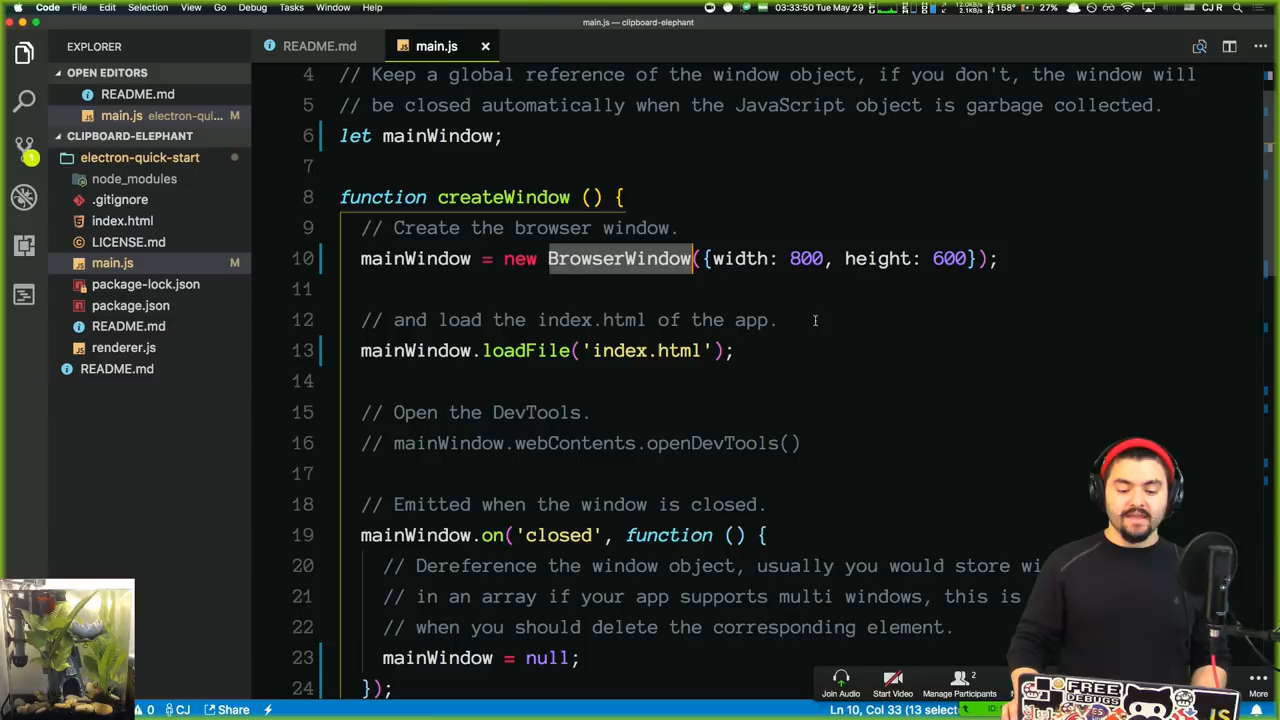 Code File Edit Selection View Go Debug Tasks Window Help 03:33:50 Tue May 29 158° 27% CJ R
main.js — clipboard-elephant
EXPLORER
README.md
main.js
OPEN EDITORS
README.md
main.js electron-qui... M
CLIPBOARD-ELEPHANT
electron-quick-start
node_modules
.gitignore
index.html
LICENSE.md
main.js M
package-lock.json
package.json
README.md
renderer.js
README.md
4 // Keep a global reference of the window object, if you don't, the window will
5 // be closed automatically when the JavaScript object is garbage collected.
6 let mainWindow;
7
8 function createWindow () {
9 // Create the browser window.
10 mainWindow = new BrowserWindow({width: 800, height: 600});
11
12 // and load the index.html of the app.
13 mainWindow.loadFile('index.html');
14
15 // Open the DevTools.
16 // mainWindow.webContents.openDevTools()
17
18 // Emitted when the window is closed.
19 mainWindow.on('closed', function () {
20 // Dereference the window object, usually you would store wi
21 // in an array if your app supports multi windows, this is
22 // when you should delete the corresponding element.
23 mainWindow = null;
24 });
Join Audio Start Video Manage Participants 2 More
0 CJ Share Ln 10, Col 33 (13 select
FREE
DEBUGS
JS